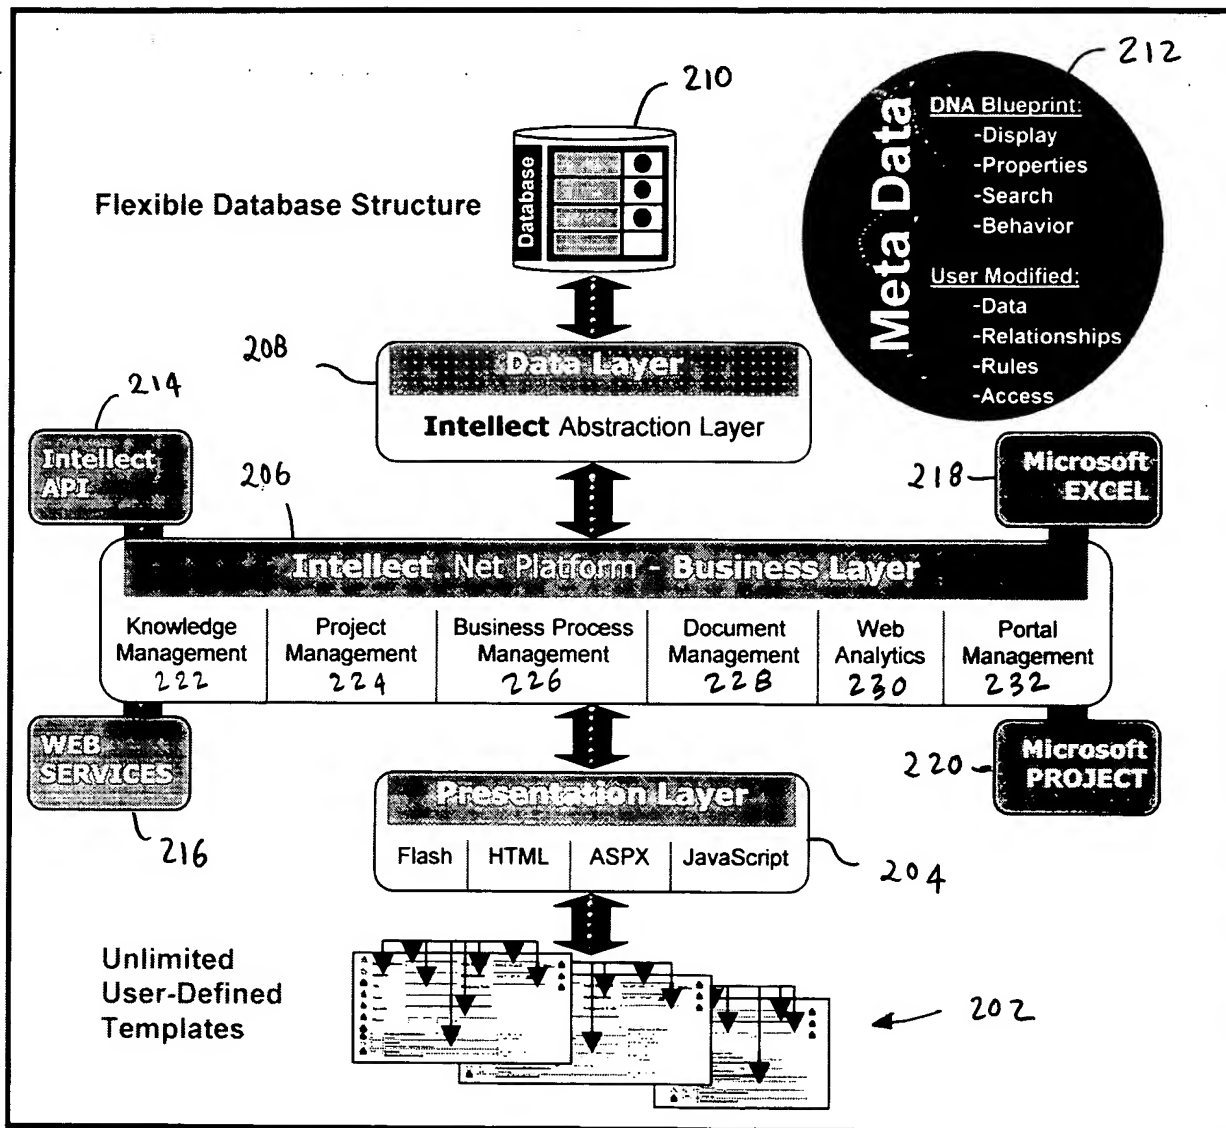 210
212
Flexible Database Structure
Database
Meta Data
DNA Blueprint:
-Display
-Properties
-Search
-Behavior
User Modified:
-Data
-Relationships
-Rules
-Access
208
Data Layer
Intellect Abstraction Layer
214
Intellect
API
206
218
Microsoft
EXCEL
Intellect .Net Platform - Business Layer
Knowledge
Management
222
Project
Management
224
Business Process
Management
226
Document
Management
228
Web
Analytics
230
Portal
Management
232
WEB
SERVICES
216
220
Microsoft
PROJECT
Presentation Layer
Flash
HTML
ASPX
JavaScript
204
Unlimited
User-Defined
Templates
202